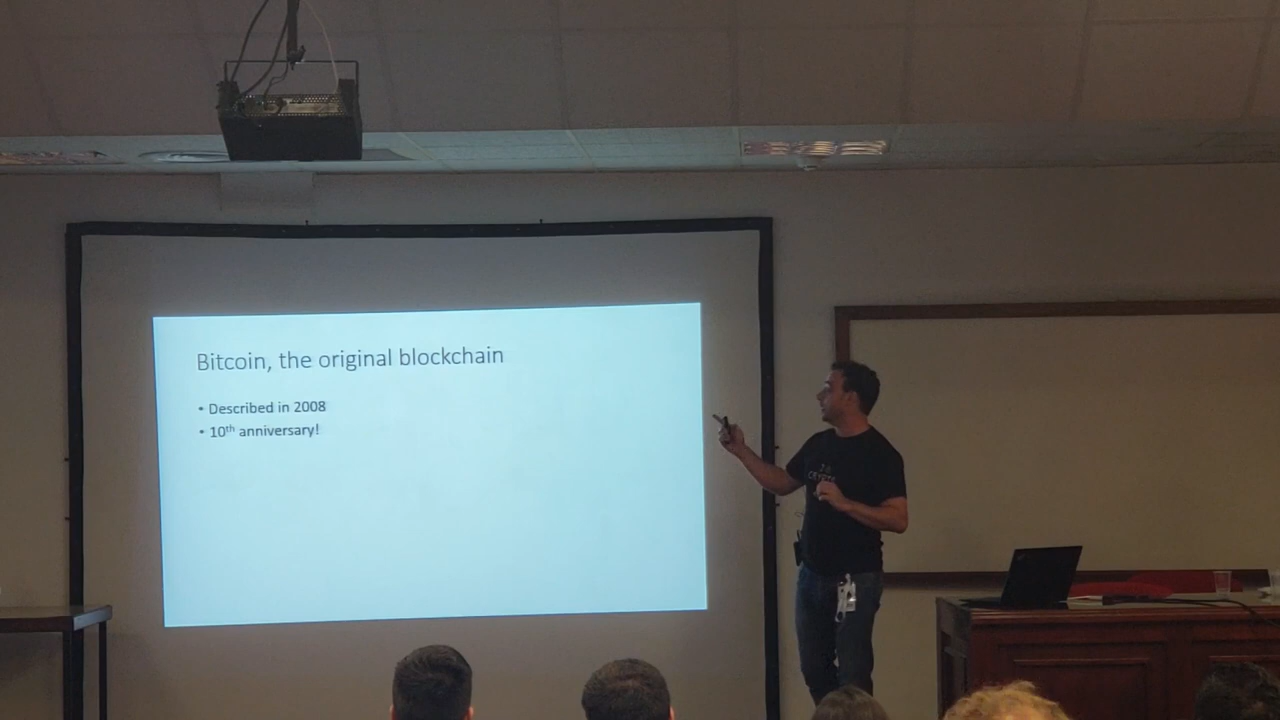 Bitcoin, the original blockchain
• Described in 2008
• 10th anniversary!